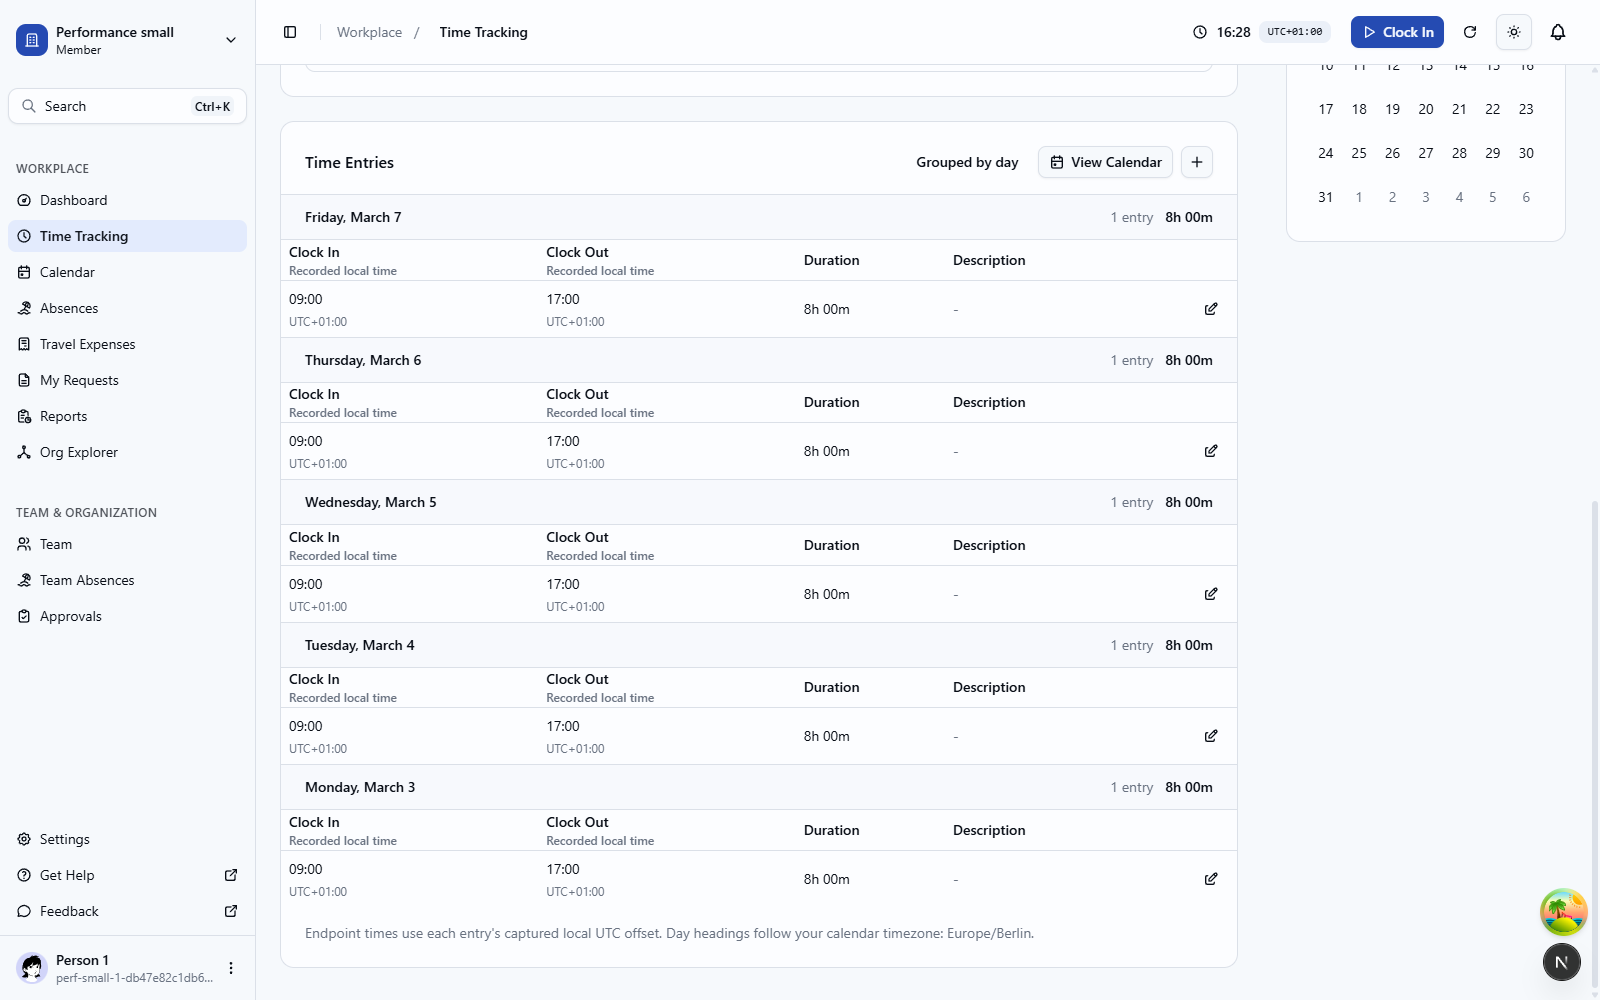 Performance small
Member
Search
Ctrl+K
WORKPLACE
Dashboard
Time Tracking
Calendar
Absences
Travel Expenses
My Requests
Reports
Org Explorer
TEAM & ORGANIZATION
Team
Team Absences
Approvals
Settings
Get Help
Feedback
Person 1
perf-small-1-db47e82c1db6...
Workplace / Time Tracking
16:28 UTC+01:00
Clock In
Time Entries
Grouped by day
View Calendar
Friday, March 7 1 entry 8h 00m
Clock In Clock Out Duration Description
Recorded local time Recorded local time
09:00 17:00 8h 00m -
UTC+01:00 UTC+01:00
Thursday, March 6 1 entry 8h 00m
Clock In Clock Out Duration Description
Recorded local time Recorded local time
09:00 17:00 8h 00m -
UTC+01:00 UTC+01:00
Wednesday, March 5 1 entry 8h 00m
Clock In Clock Out Duration Description
Recorded local time Recorded local time
09:00 17:00 8h 00m -
UTC+01:00 UTC+01:00
Tuesday, March 4 1 entry 8h 00m
Clock In Clock Out Duration Description
Recorded local time Recorded local time
09:00 17:00 8h 00m -
UTC+01:00 UTC+01:00
Monday, March 3 1 entry 8h 00m
Clock In Clock Out Duration Description
Recorded local time Recorded local time
09:00 17:00 8h 00m -
UTC+01:00 UTC+01:00
Endpoint times use each entry's captured local UTC offset. Day headings follow your calendar timezone: Europe/Berlin.
10 11 12 13 14 15 16
17 18 19 20 21 22 23
24 25 26 27 28 29 30
31 1 2 3 4 5 6
N